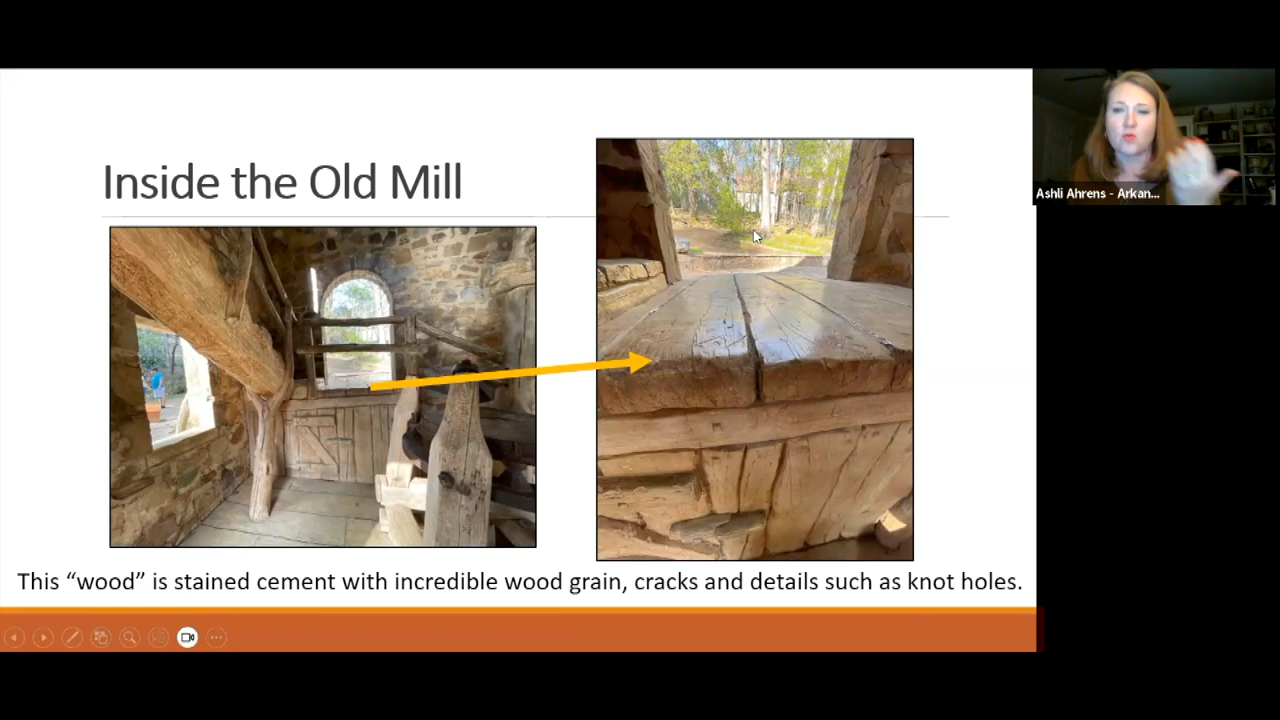 Inside the Old Mill
Ashli Ahrens - Arkan...
This “wood” is stained cement with incredible wood grain, cracks and details such as knot holes.